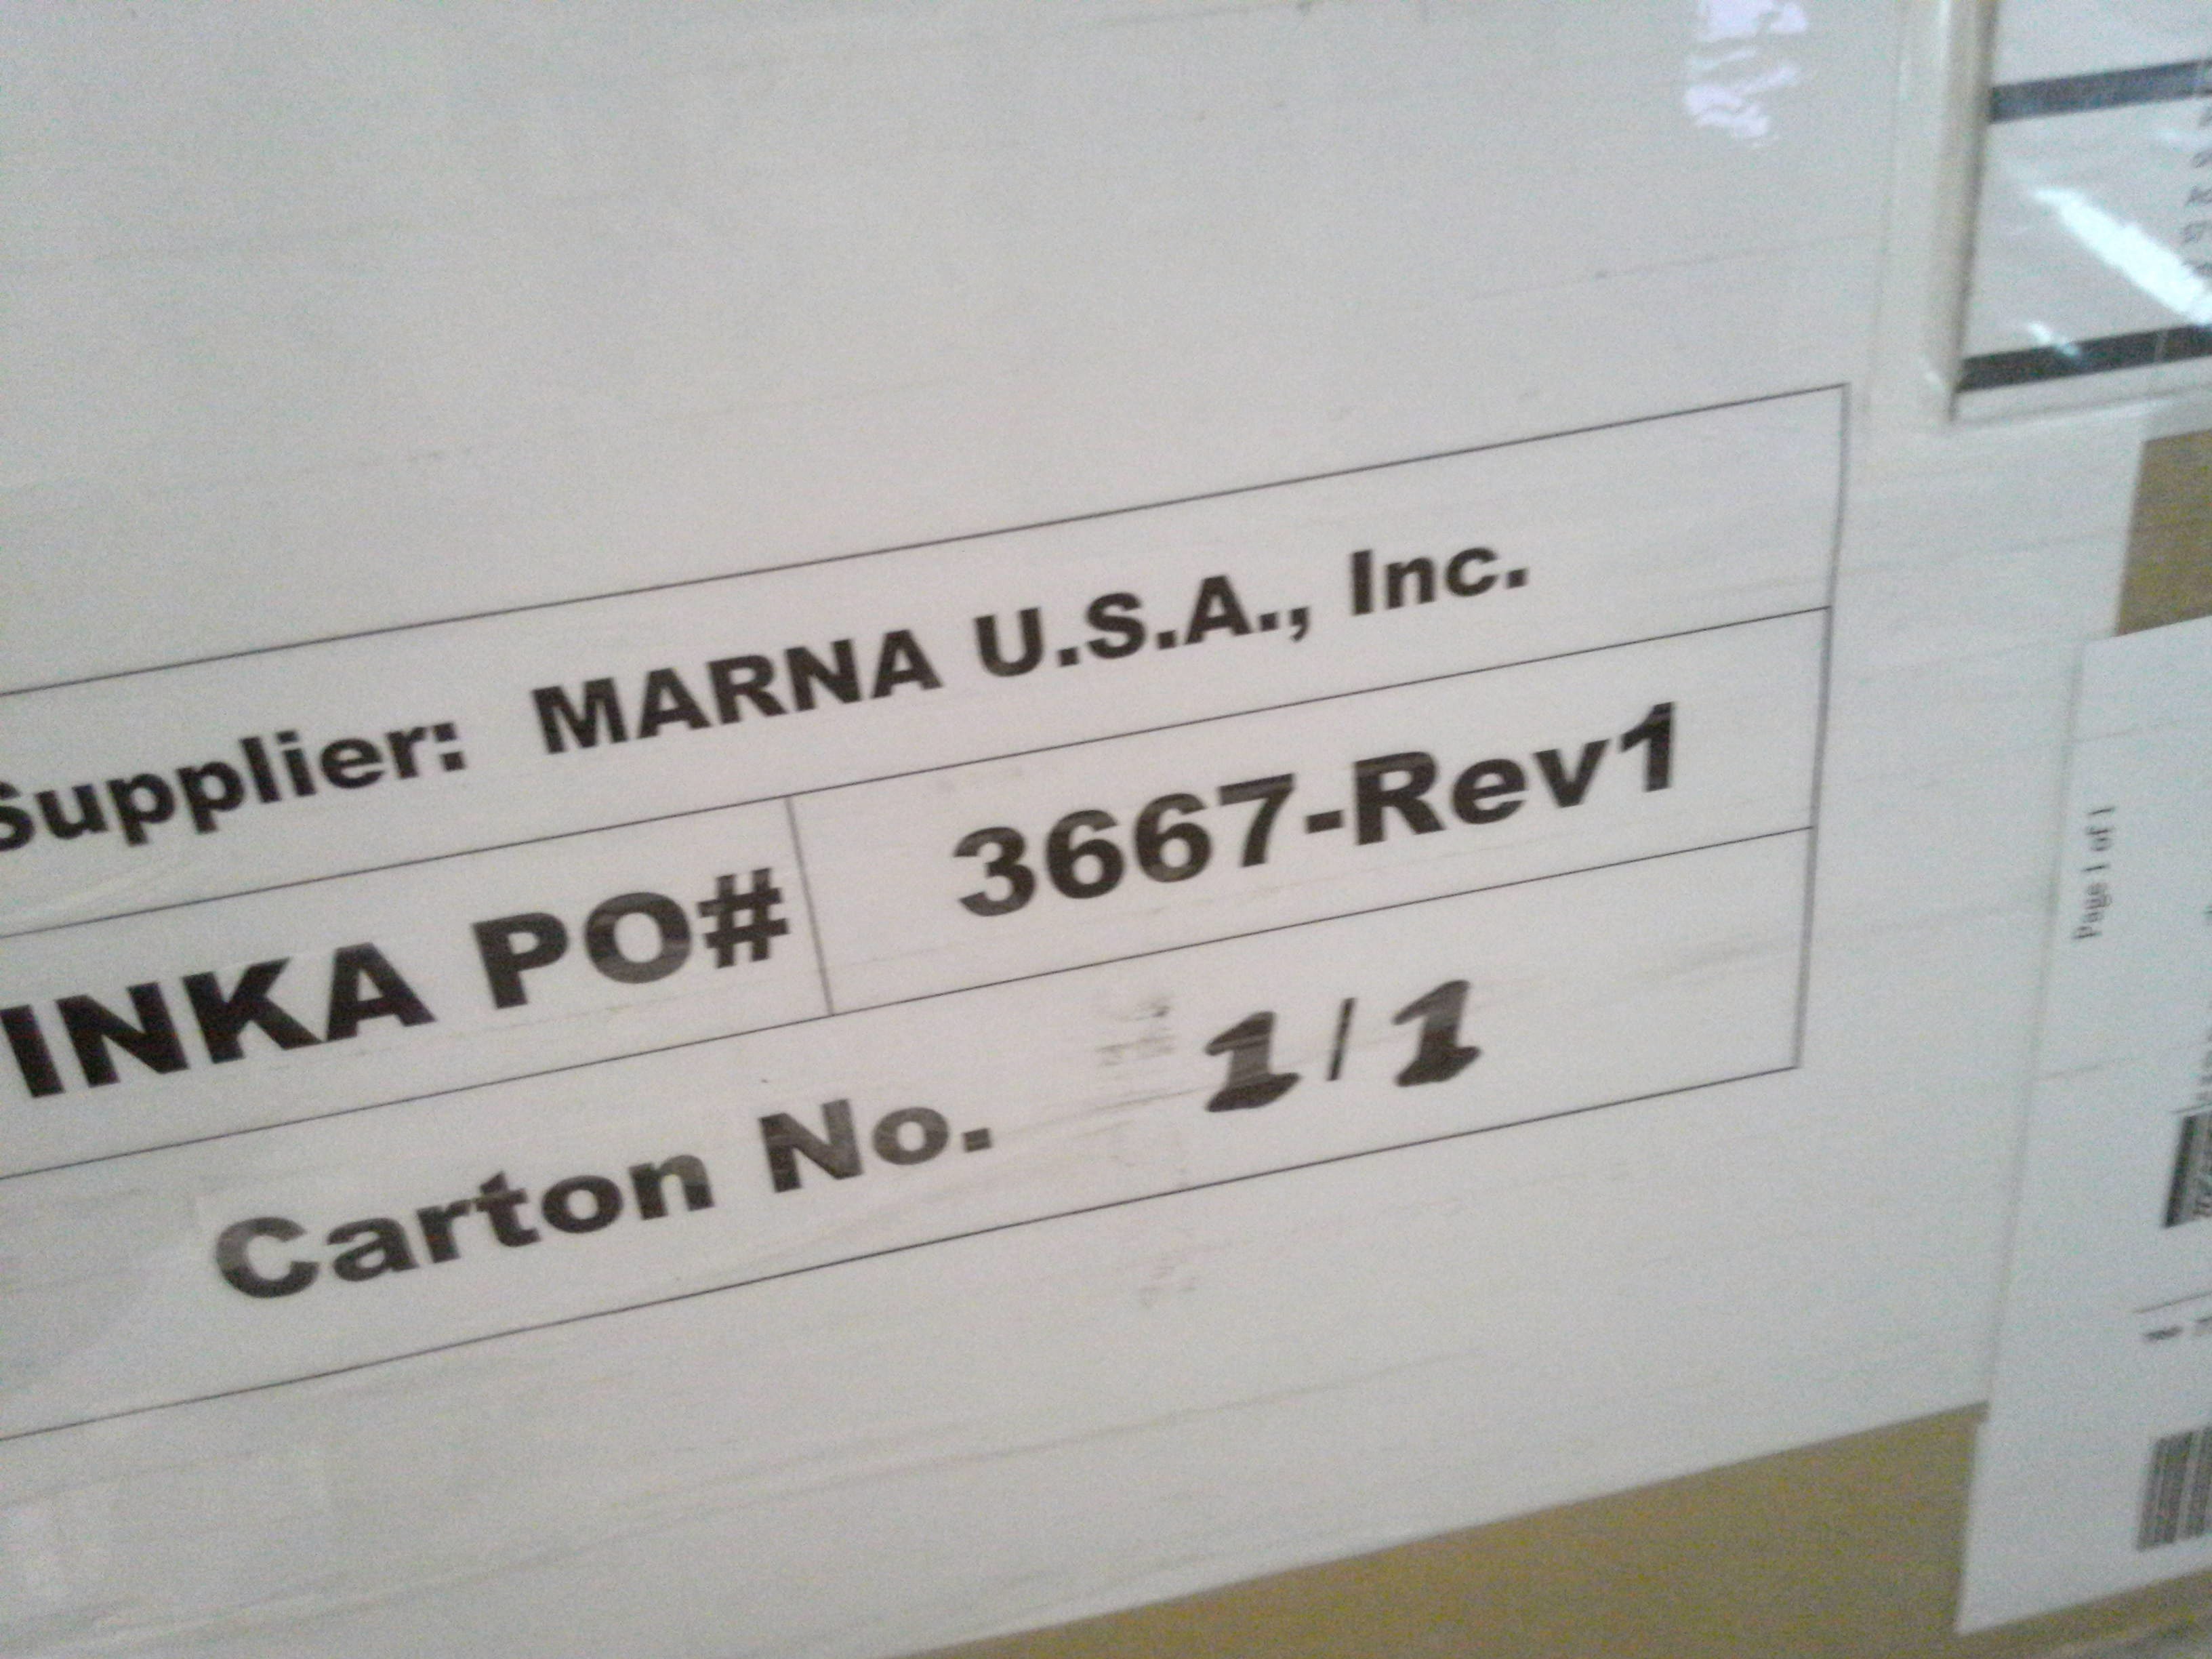 Supplier: MARNA U.S.A., Inc.
INKA PO# 3667-Rev1
Carton No. 1/1
Page 1 of 1